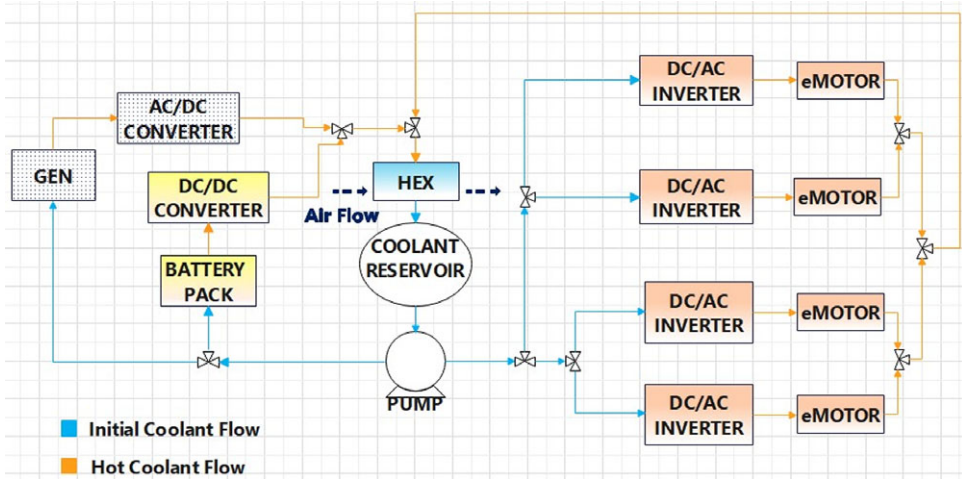 AC/DC
CONVERTER
GEN
DC/DC
CONVERTER
BATTERY
PACK
HEX
Air Flow
COOLANT
RESERVOIR
PUMP
DC/AC
INVERTER
eMOTOR
DC/AC
INVERTER
eMOTOR
DC/AC
INVERTER
eMOTOR
DC/AC
INVERTER
eMOTOR
Initial Coolant Flow
Hot Coolant Flow